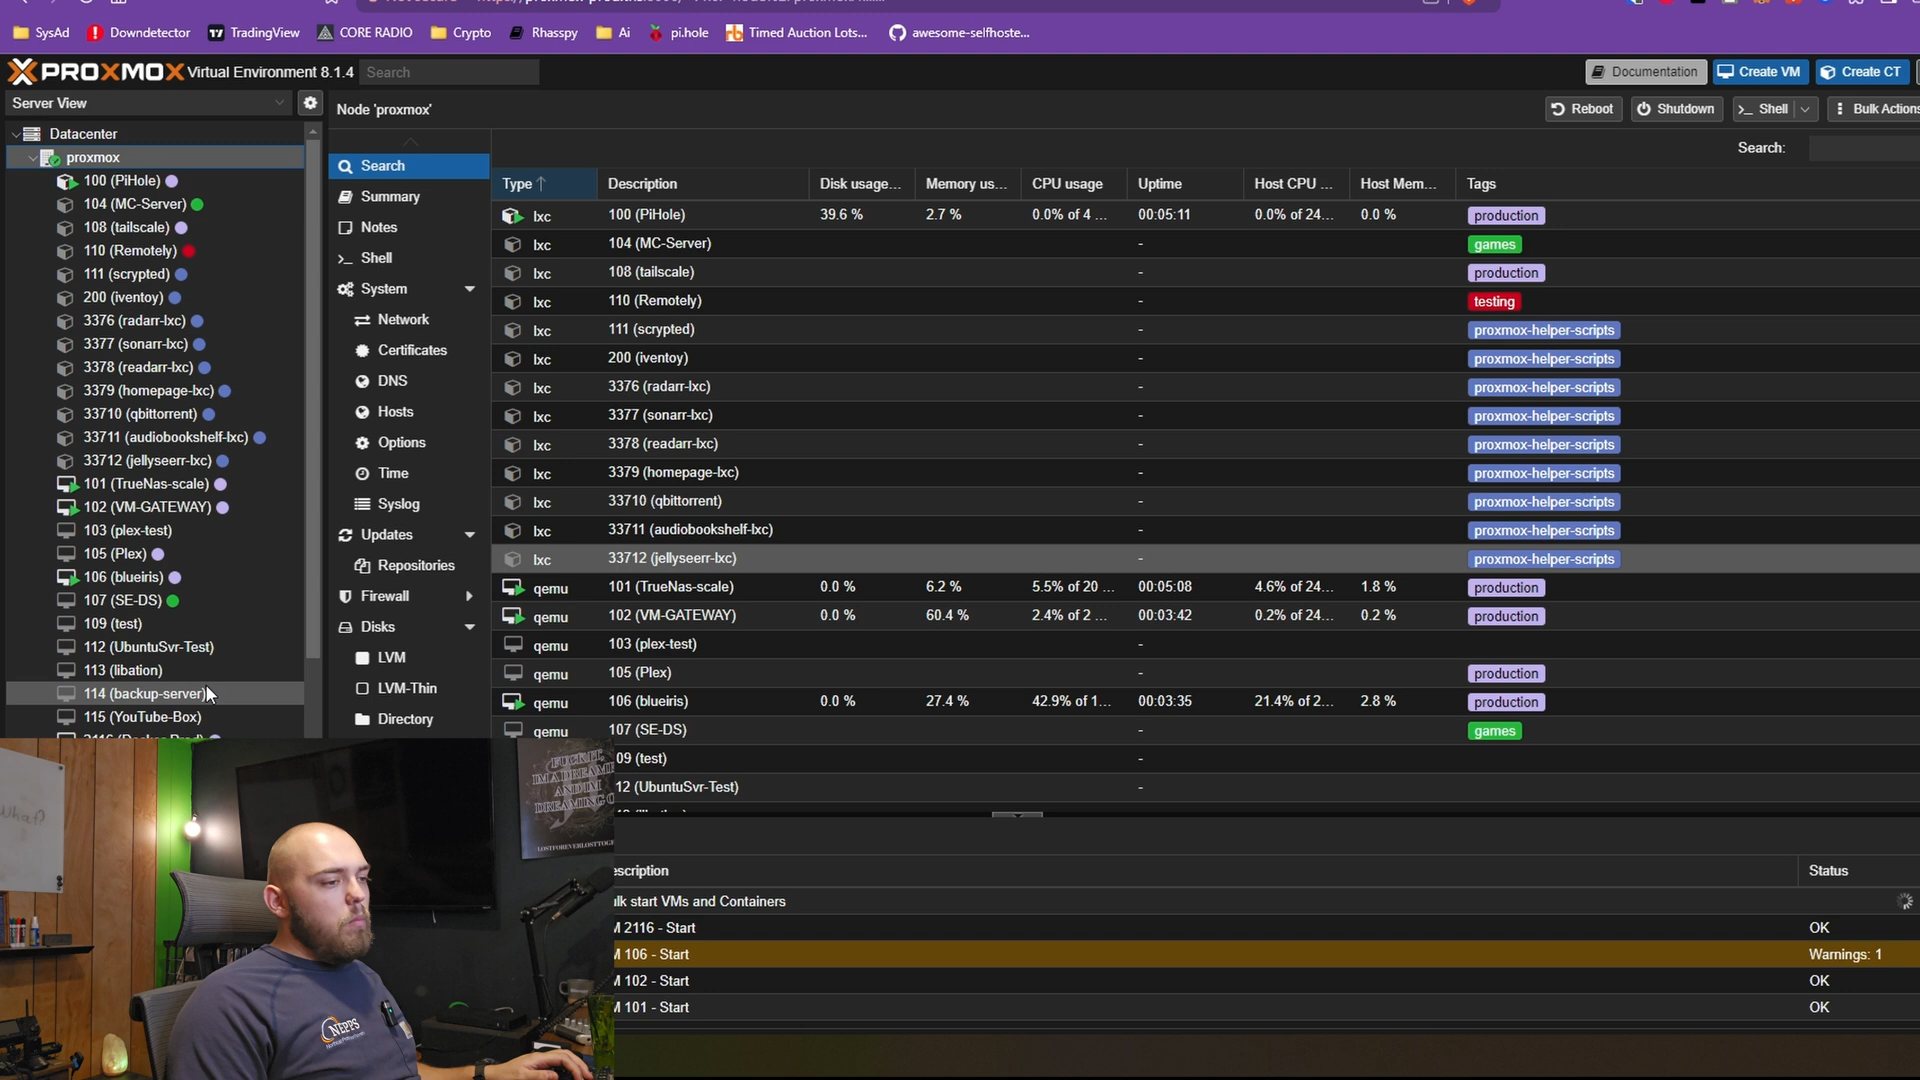 SysAd
Downdetector
TradingView
CORE RADIO
Crypto
Rhasspy
Ai
pi.hole
Timed Auction Lots...
awesome-selfhoste...
PROXMOX Virtual Environment 8.1.4
Search
Documentation
Create VM
Create CT
Server View
Node 'proxmox'
Reboot
Shutdown
Shell
Bulk Actions
Datacenter
proxmox
100 (PiHole)
104 (MC-Server)
108 (tailscale)
110 (Remotely)
111 (scrypted)
200 (iventoy)
3376 (radarr-lxc)
3377 (sonarr-lxc)
3378 (readarr-lxc)
3379 (homepage-lxc)
33710 (qbittorrent)
33711 (audiobookshelf-lxc)
33712 (jellyseerr-lxc)
101 (TrueNas-scale)
102 (VM-GATEWAY)
103 (plex-test)
105 (Plex)
106 (blueiris)
107 (SE-DS)
109 (test)
112 (UbuntuSvr-Test)
113 (libation)
114 (backup-server)
115 (YouTube-Box)
Search
Summary
Notes
Shell
System
Network
Certificates
DNS
Hosts
Options
Time
Syslog
Updates
Repositories
Firewall
Disks
LVM
LVM-Thin
Directory
Search:
Type Description Disk usage... Memory us... CPU usage Uptime Host CPU ... Host Mem... Tags
lxc 100 (PiHole) 39.6 % 2.7 % 0.0% of 4 ... 00:05:11 0.0% of 24... 0.0 % production
lxc 104 (MC-Server) - games
lxc 108 (tailscale) - production
lxc 110 (Remotely) - testing
lxc 111 (scrypted) - proxmox-helper-scripts
lxc 200 (iventoy) - proxmox-helper-scripts
lxc 3376 (radarr-lxc) - proxmox-helper-scripts
lxc 3377 (sonarr-lxc) - proxmox-helper-scripts
lxc 3378 (readarr-lxc) - proxmox-helper-scripts
lxc 3379 (homepage-lxc) - proxmox-helper-scripts
lxc 33710 (qbittorrent) - proxmox-helper-scripts
lxc 33711 (audiobookshelf-lxc) - proxmox-helper-scripts
lxc 33712 (jellyseerr-lxc) - proxmox-helper-scripts
qemu 101 (TrueNas-scale) 0.0 % 6.2 % 5.5% of 20 ... 00:05:08 4.6% of 24... 1.8 % production
qemu 102 (VM-GATEWAY) 0.0 % 60.4 % 2.4% of 2 ... 00:03:42 0.2% of 24... 0.2 % production
qemu 103 (plex-test) -
qemu 105 (Plex) - production
qemu 106 (blueiris) 0.0 % 27.4 % 42.9% of 1... 00:03:35 21.4% of 2... 2.8 % production
qemu 107 (SE-DS) - games
09 (test) -
12 (UbuntuSvr-Test) -
escription Status
ulk start VMs and Containers
M 2116 - Start OK
M 106 - Start Warnings: 1
M 102 - Start OK
M 101 - Start OK
What?
FUCK IT,
IM A DREAME
AND IM
DREAMING O
LOSTFOREVERLOSTTOGE
NEPPS